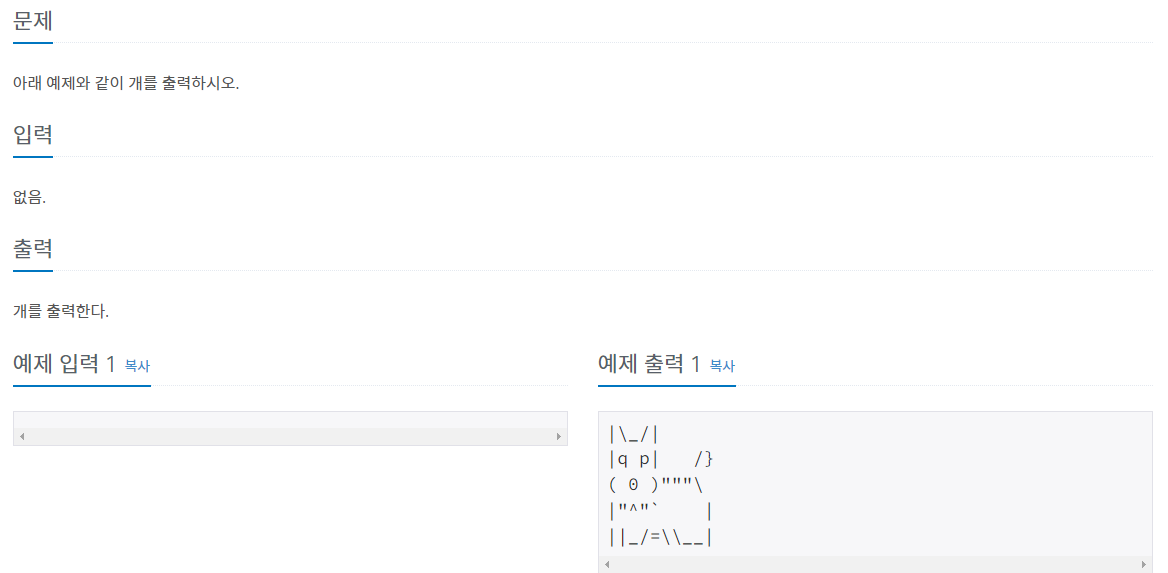 문제
아래 예제와 같이 개를 출력하시오.
입력
없음.
출력
개를 출력한다.
예제 입력 1 복사
예제 출력 1 복사
|\_/|
|q p|   /}
( 0 )"""\
|"^"`    |
||_/=\\__|